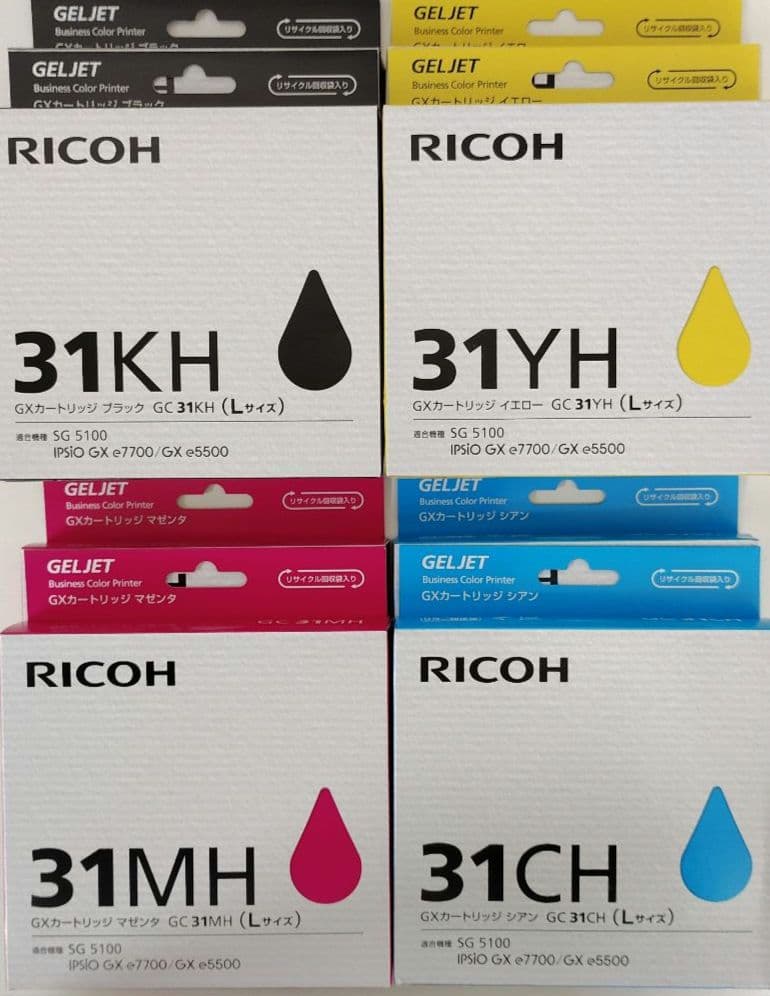 GELJET
Business Color Printer
リサイクル回収袋入り
GXカートリッジ ブラック
GELJET
Business Color Printer
リサイクル回収袋入り
GXカートリッジ ブラック
RICOH
31KH
GXカートリッジ ブラック GC 31KH (Lサイズ)
適合機種 SG 5100
IPSiO GX e7700/GX e5500
GELJET
Business Color Printer
リサイクル回収袋入り
GXカートリッジ イエロー
GELJET
Business Color Printer
リサイクル回収袋入り
GXカートリッジ イエロー
RICOH
31YH
GXカートリッジ イエロー GC 31YH (Lサイズ)
適合機種 SG 5100
IPSiO GX e7700/GX e5500
GELJET
Business Color Printer
リサイクル回収袋入り
GXカートリッジ マゼンタ
GELJET
Business Color Printer
リサイクル回収袋入り
GXカートリッジ マゼンタ
GC 31MH
RICOH
31MH
GXカートリッジ マゼンタ GC 31MH (Lサイズ)
適合機種 SG 5100
IPSiO GX e7700/GX e5500
GELJET
Business Color Printer
リサイクル回収袋入り
GXカートリッジ シアン
GELJET
Business Color Printer
リサイクル回収袋入り
GXカートリッジ シアン
GC 31CH
RICOH
31CH
GXカートリッジ シアン GC 31CH (Lサイズ)
適合機種 SG 5100
IPSiO GX e7700/GX e5500